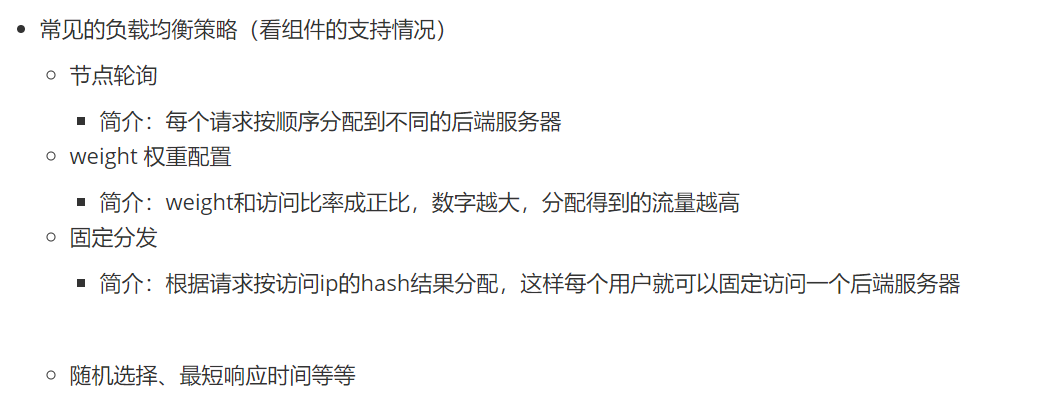 常见的负载均衡策略（看组件的支持情况）
节点轮询
简介：每个请求按顺序分配到不同的后端服务器
weight 权重配置
简介：weight和访问比率成正比，数字越大，分配得到的流量越高
固定分发
简介：根据请求按访问ip的hash结果分配，这样每个用户就可以固定访问一个后端服务器
随机选择、最短响应时间等等